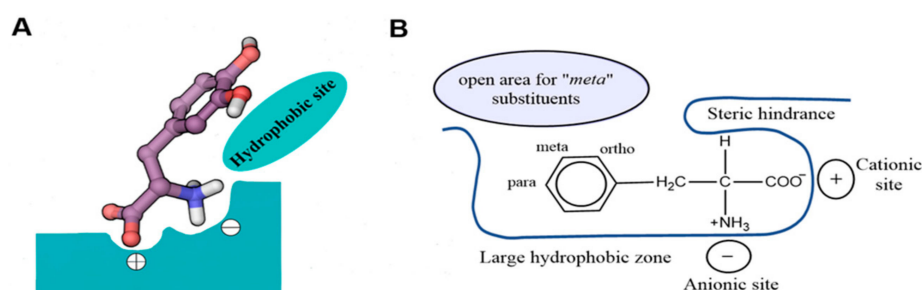 A
Hydrophobic site
⊕
⊖
B
open area for "meta"
substituents
Steric hindrance
H
meta
ortho
para
H₂C
C
COO⁻
+
Cationic
site
+NH₃
Large hydrophobic zone
−
Anionic site